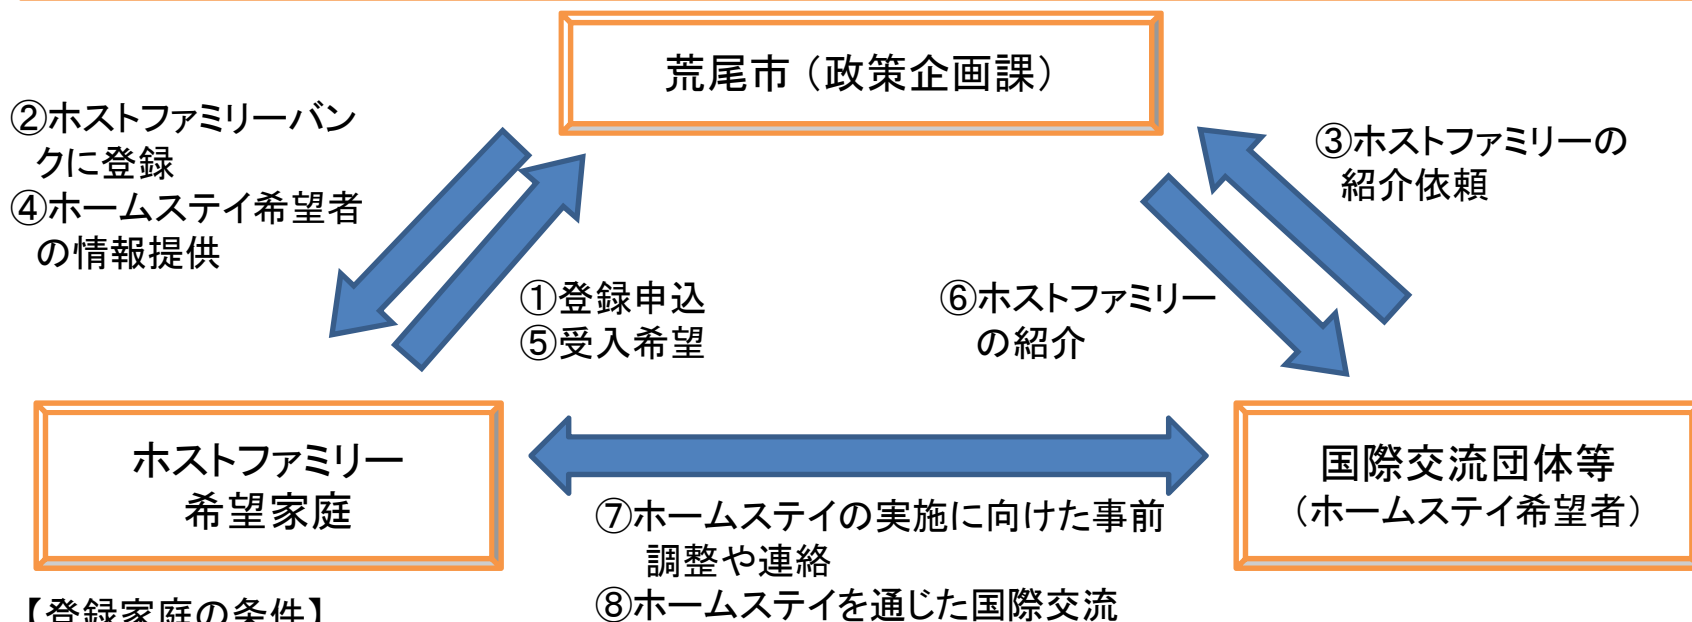 荒尾市（政策企画課）
②ホストファミリーバン
クに登録
④ホームステイ希望者
の情報提供
③ホストファミリーの
紹介依頼
①登録申込
⑤受入希望
⑥ホストファミリー
の紹介
ホストファミリー
希望家庭
国際交流団体等
（ホームステイ希望者）
⑦ホームステイの実施に向けた事前
調整や連絡
⑧ホームステイを通じた国際交流
【登録家庭の条件】